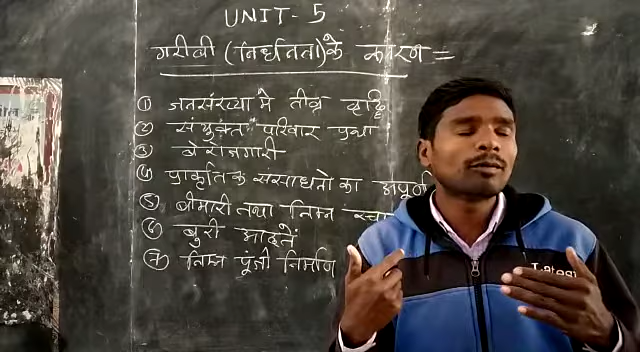 UNIT-5
गरीबी (निर्धनता) के कारण =
① जनसंख्या में तीव्र वृद्धि
② संयुक्त परिवार प्रथा
③ बेरोजगारी
④ प्राकृतिक संसाधनो का अपूर्ण
⑤ बीमारी तथा निम्न स्वा
⑥ बुरी आदतें
⑦ निम्न पूंजी निर्माण